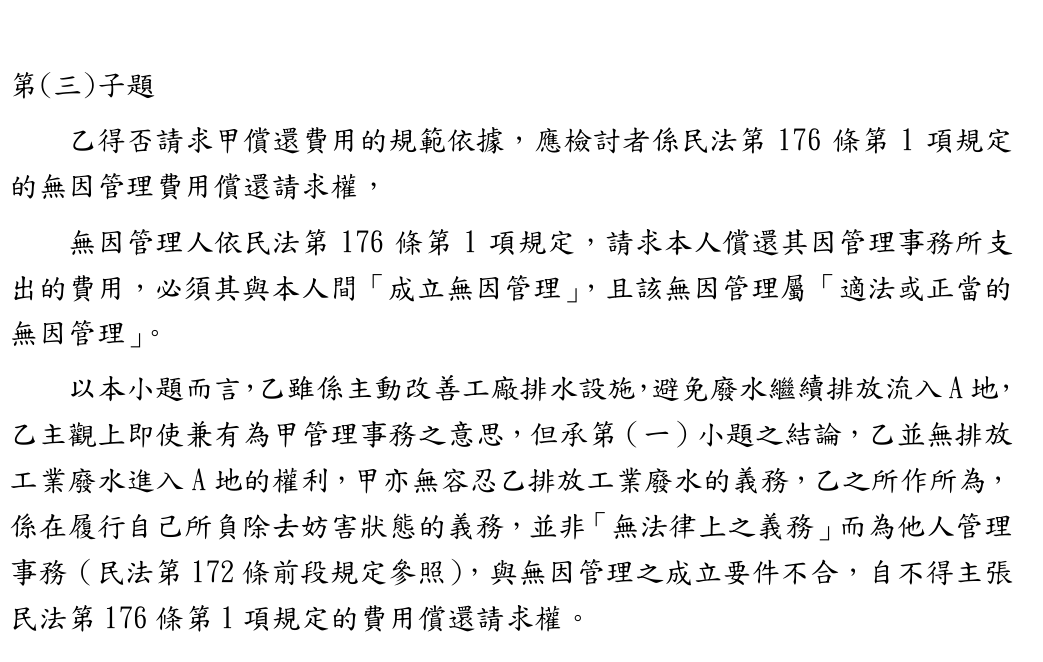 第(三)子題
乙得否請求甲償還費用的規範依據，應檢討者係民法第 176 條第 1 項規定
的無因管理費用償還請求權，
無因管理人依民法第 176 條第 1 項規定，請求本人償還其因管理事務所支
出的費用，必須其與本人間「成立無因管理」，且該無因管理屬「適法或正當的
無因管理」。
以本小題而言，乙雖係主動改善工廠排水設施，避免廢水繼續排放流入 A 地，
乙主觀上即使兼有為甲管理事務之意思，但承第（一）小題之結論，乙並無排放
工業廢水進入 A 地的權利，甲亦無容忍乙排放工業廢水的義務，乙之所作所為，
係在履行自己所負除去妨害狀態的義務，並非「無法律上之義務」而為他人管理
事務（民法第 172 條前段規定參照），與無因管理之成立要件不合，自不得主張
民法第 176 條第 1 項規定的費用償還請求權。